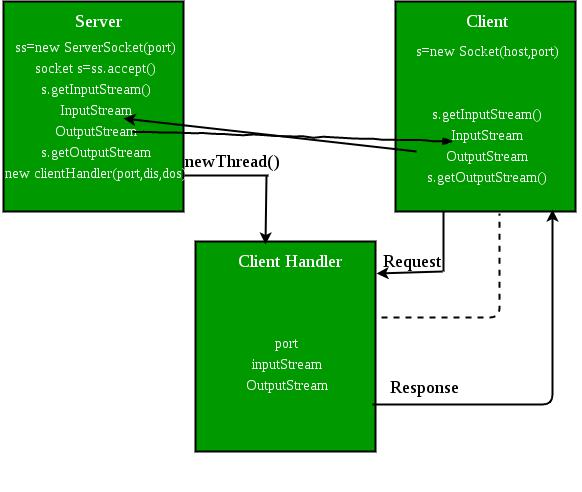 Server
ss=new ServerSocket(port)
socket s=ss.accept()
s.getInputStream()
InputStream
OutputStream
s.getOutputStream
new clientHandler(port,dis,dos)
Client
s=new Socket(host,port)
s.getInputStream()
InputStream
OutputStream
s.getOutputStream()
newThread()
Request
Client Handler
port
inputStream
OutputStream
Response